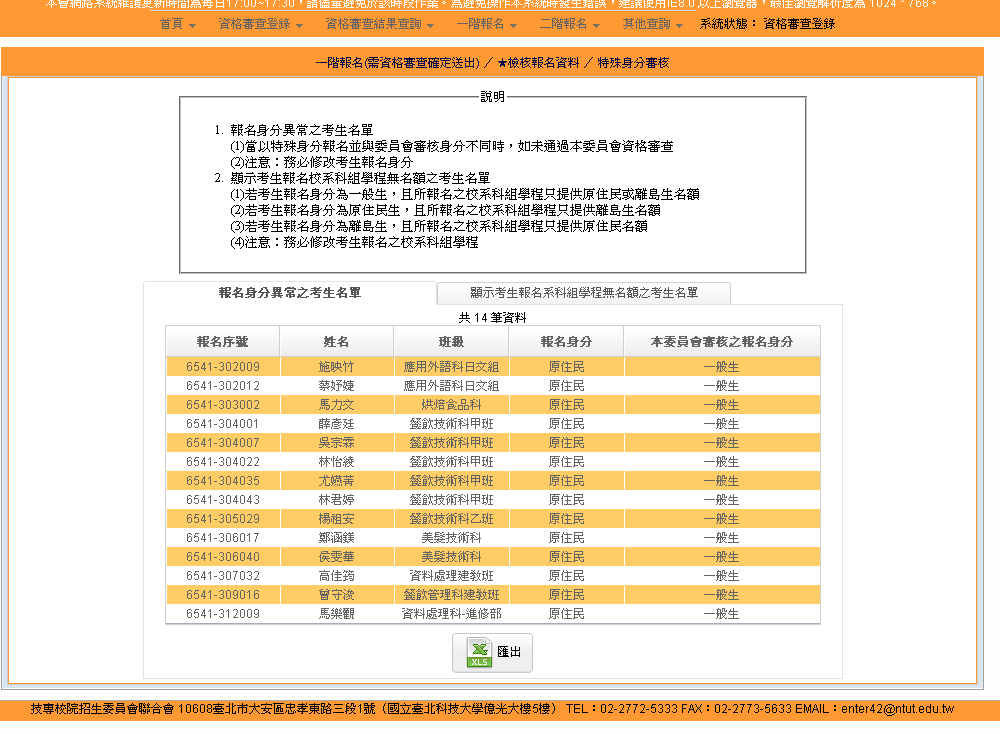 本會網路系統維護更新時間為每日17:00~17:30，請儘量避免於該時段作業。為避免操作本系統時發生錯誤，建議使用IE8.0 以上瀏覽器，最佳瀏覽解析度為 1024 * 768。
首頁 資格審查登錄 資格審查結果查詢 一階報名 二階報名 其他查詢 系統狀態： 資格審查登錄
一階報名(需資格審查確定送出) ／ ★檢核報名資料 ／ 特殊身分審核
說明
1. 報名身分異常之考生名單
(1)當以特殊身分報名並與委員會審核身分不同時，如未通過本委員會資格審查
(2)注意：務必修改考生報名身分
2. 顯示考生報名校系科組學程無名額之考生名單
(1)若考生報名身分為一般生，且所報名之校系科組學程只提供原住民或離島生名額
(2)若考生報名身分為原住民生，且所報名之校系科組學程只提供離島生名額
(3)若考生報名身分為離島生，且所報名之校系科組學程只提供原住民名額
(4)注意：務必修改考生報名之校系科組學程
報名身分異常之考生名單 顯示考生報名系科組學程無名額之考生名單
共 14 筆資料
報名序號 姓名 班級 報名身分 本委員會審核之報名身分
6541-302009 施映竹 應用外語科日文組 原住民 一般生
6541-302012 蔡妤婕 應用外語科日文組 原住民 一般生
6541-303002 馬力文 烘焙食品科 原住民 一般生
6541-304001 薛彥廷 餐飲技術科甲班 原住民 一般生
6541-304007 吳宗霖 餐飲技術科甲班 原住民 一般生
6541-304022 林怡綾 餐飲技術科甲班 原住民 一般生
6541-304035 尤嬿菁 餐飲技術科甲班 原住民 一般生
6541-304043 林君婷 餐飲技術科甲班 原住民 一般生
6541-305029 楊祖安 餐飲技術科乙班 原住民 一般生
6541-306017 鄭涵鎂 美髮技術科 原住民 一般生
6541-306040 侯雯華 美髮技術科 原住民 一般生
6541-307032 高佳筠 資料處理建教班 原住民 一般生
6541-309016 曾守浚 餐飲管理科建教班 原住民 一般生
6541-312009 馬樂觀 資料處理科-進修部 原住民 一般生
XLS 匯出
技專校院招生委員會聯合會 10608臺北市大安區忠孝東路三段1號（國立臺北科技大學億光大樓5樓） TEL：02-2772-5333 FAX：02-2773-5633 EMAIL：enter42@ntut.edu.tw